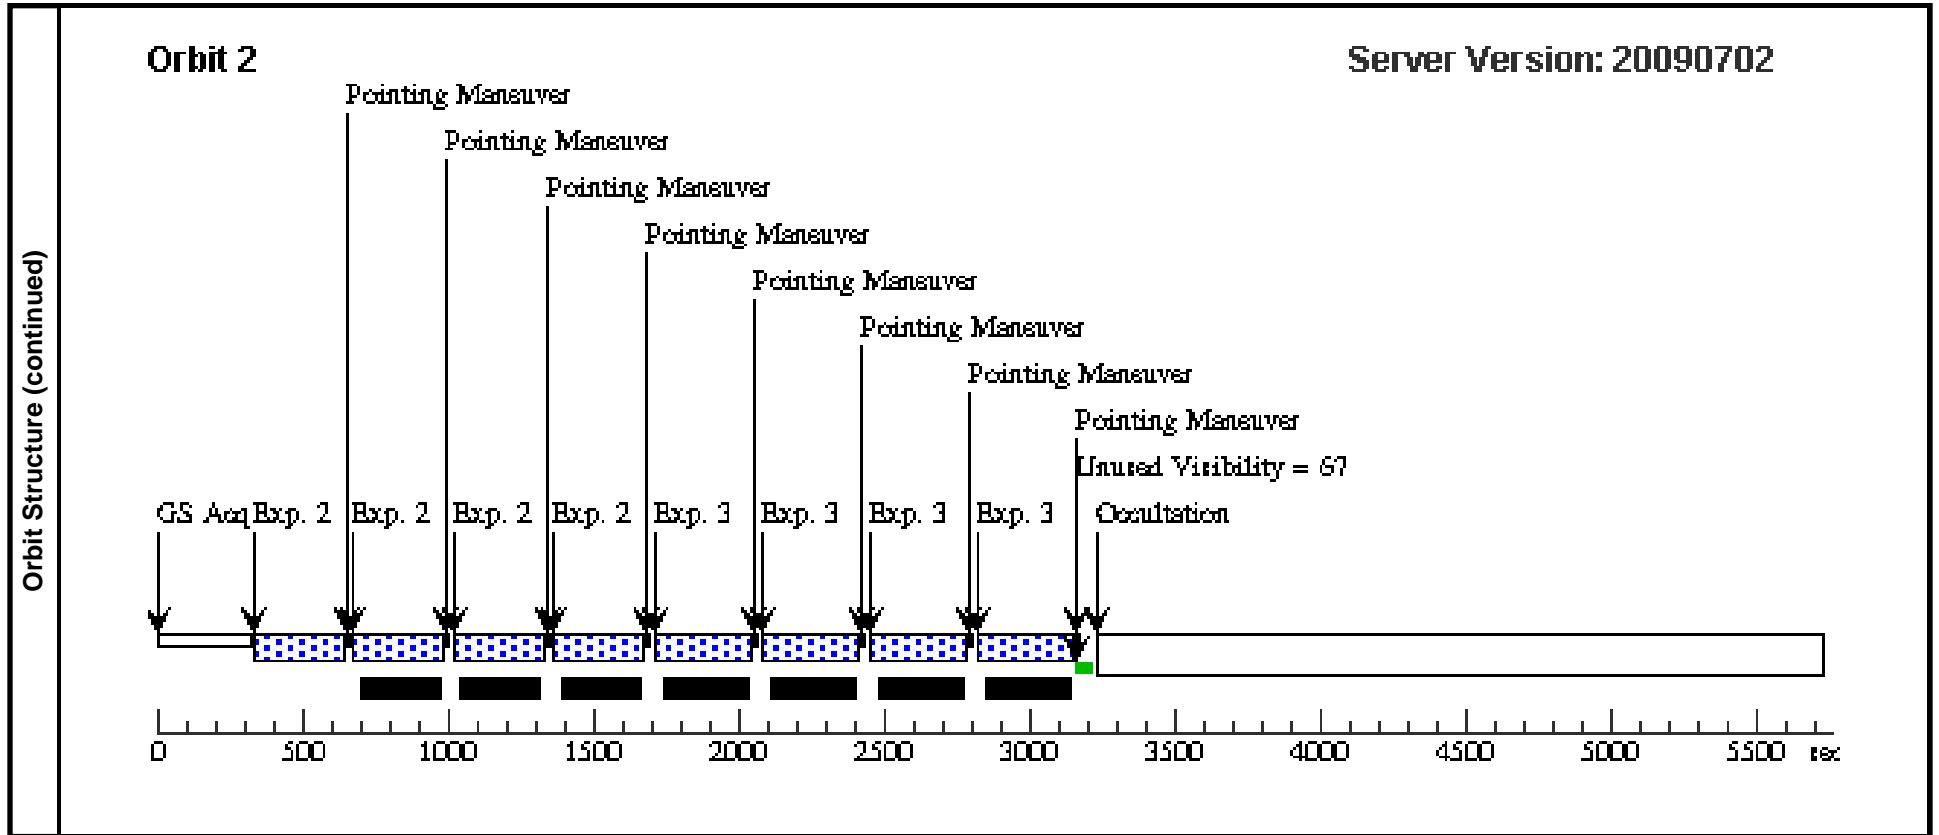 Orbit Structure (continued)
Orbit 2
Server Version: 20090702
Pointing Maneuver
Pointing Maneuver
Pointing Maneuver
Pointing Maneuver
Pointing Maneuver
Pointing Maneuver
Pointing Maneuver
Pointing Maneuver
Unused Visibility = 67
GS Acq Exp. 2 Exp. 2 Exp. 2 Exp. 2 Exp. 3 Exp. 3 Exp. 3 Exp. 3 Occultation
0 500 1000 1500 2000 2500 3000 3500 4000 4500 5000 5500 sec